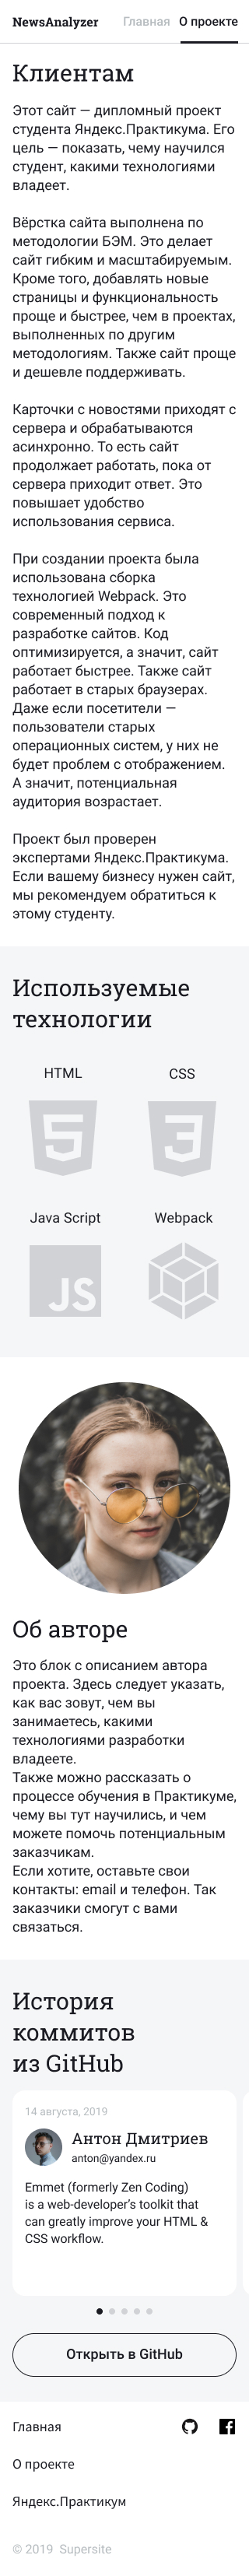 NewsAnalyzer Главная О проекте
Клиентам
Этот сайт — дипломный проект
студента Яндекс.Практикума. Его
цель — показать, чему научился
студент, какими технологиями
владеет.
Вёрстка сайта выполнена по
методологии БЭМ. Это делает
сайт гибким и масштабируемым.
Кроме того, добавлять новые
страницы и функциональность
проще и быстрее, чем в проектах,
выполненных по другим
методологиям. Также сайт проще
и дешевле поддерживать.
Карточки с новостями приходят с
сервера и обрабатываются
асинхронно. То есть сайт
продолжает работать, пока от
сервера приходит ответ. Это
повышает удобство
использования сервиса.
При создании проекта была
использована сборка
технологией Webpack. Это
современный подход к
разработке сайтов. Код
оптимизируется, а значит, сайт
работает быстрее. Также сайт
работает в старых браузерах.
Даже если посетители —
пользователи старых
операционных систем, у них не
будет проблем с отображением.
А значит, потенциальная
аудитория возрастает.
Проект был проверен
экспертами Яндекс.Практикума.
Если вашему бизнесу нужен сайт,
мы рекомендуем обратиться к
этому студенту.
Используемые
технологии
HTML CSS
5 3
Java Script Webpack
JS
Об авторе
Это блок с описанием автора
проекта. Здесь следует указать,
как вас зовут, чем вы
занимаетесь, какими
технологиями разработки
владеете.
Также можно рассказать о
процессе обучения в Практикуме,
чему вы тут научились, и чем
можете помочь потенциальным
заказчикам.
Если хотите, оставьте свои
контакты: email и телефон. Так
заказчики смогут с вами
связаться.
История
коммитов
из GitHub
14 августа, 2019
Антон Дмитриев
anton@yandex.ru
Emmet (formerly Zen Coding)
is a web-developer’s toolkit that
can greatly improve your HTML &
CSS workflow.
Открыть в GitHub
Главная
О проекте
Яндекс.Практикум
© 2019 Supersite